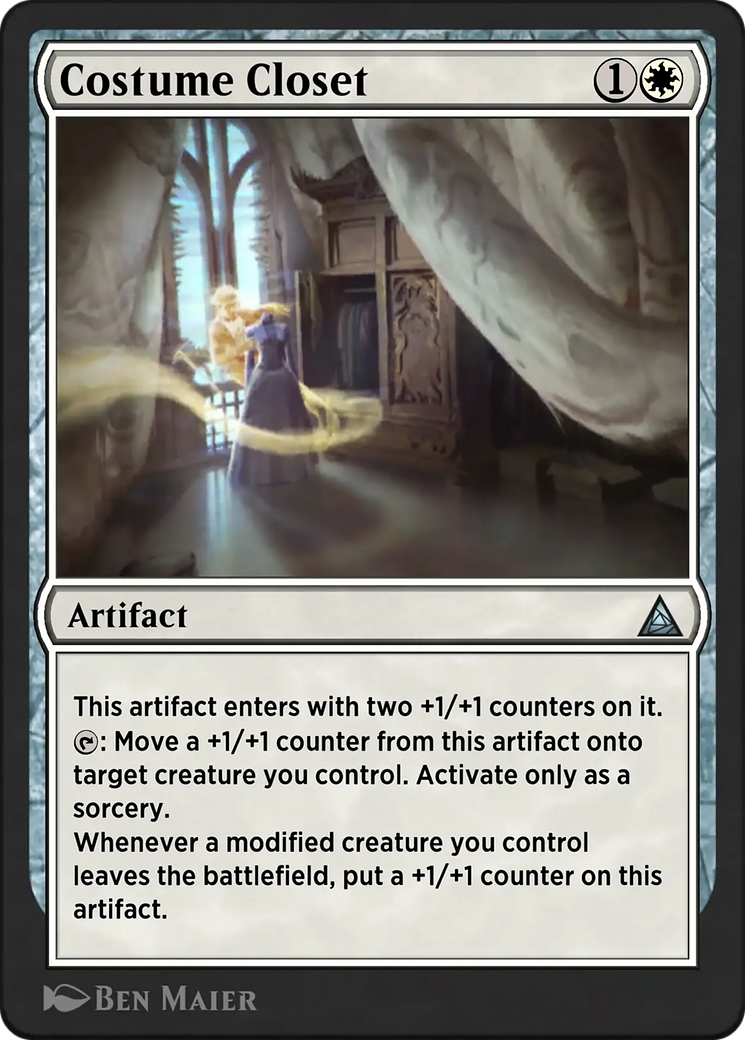 Costume Closet
1
Artifact
This artifact enters with two +1/+1 counters on it.
: Move a +1/+1 counter from this artifact onto
target creature you control. Activate only as a
sorcery.
Whenever a modified creature you control
leaves the battlefield, put a +1/+1 counter on this
artifact.
Ben Maier